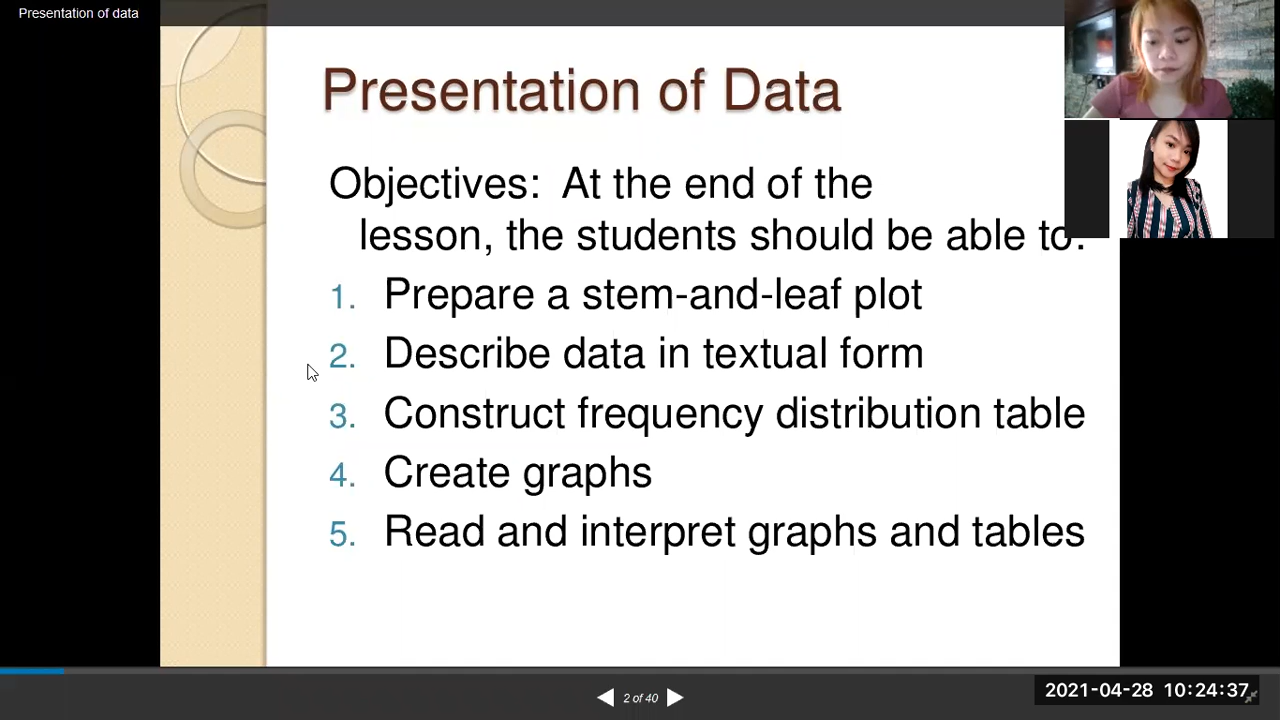 Presentation of data
Presentation of Data
Objectives: At the end of the
lesson, the students should be able to:
1. Prepare a stem-and-leaf plot
2. Describe data in textual form
3. Construct frequency distribution table
4. Create graphs
5. Read and interpret graphs and tables
2 of 40
2021-04-28 10:24:37